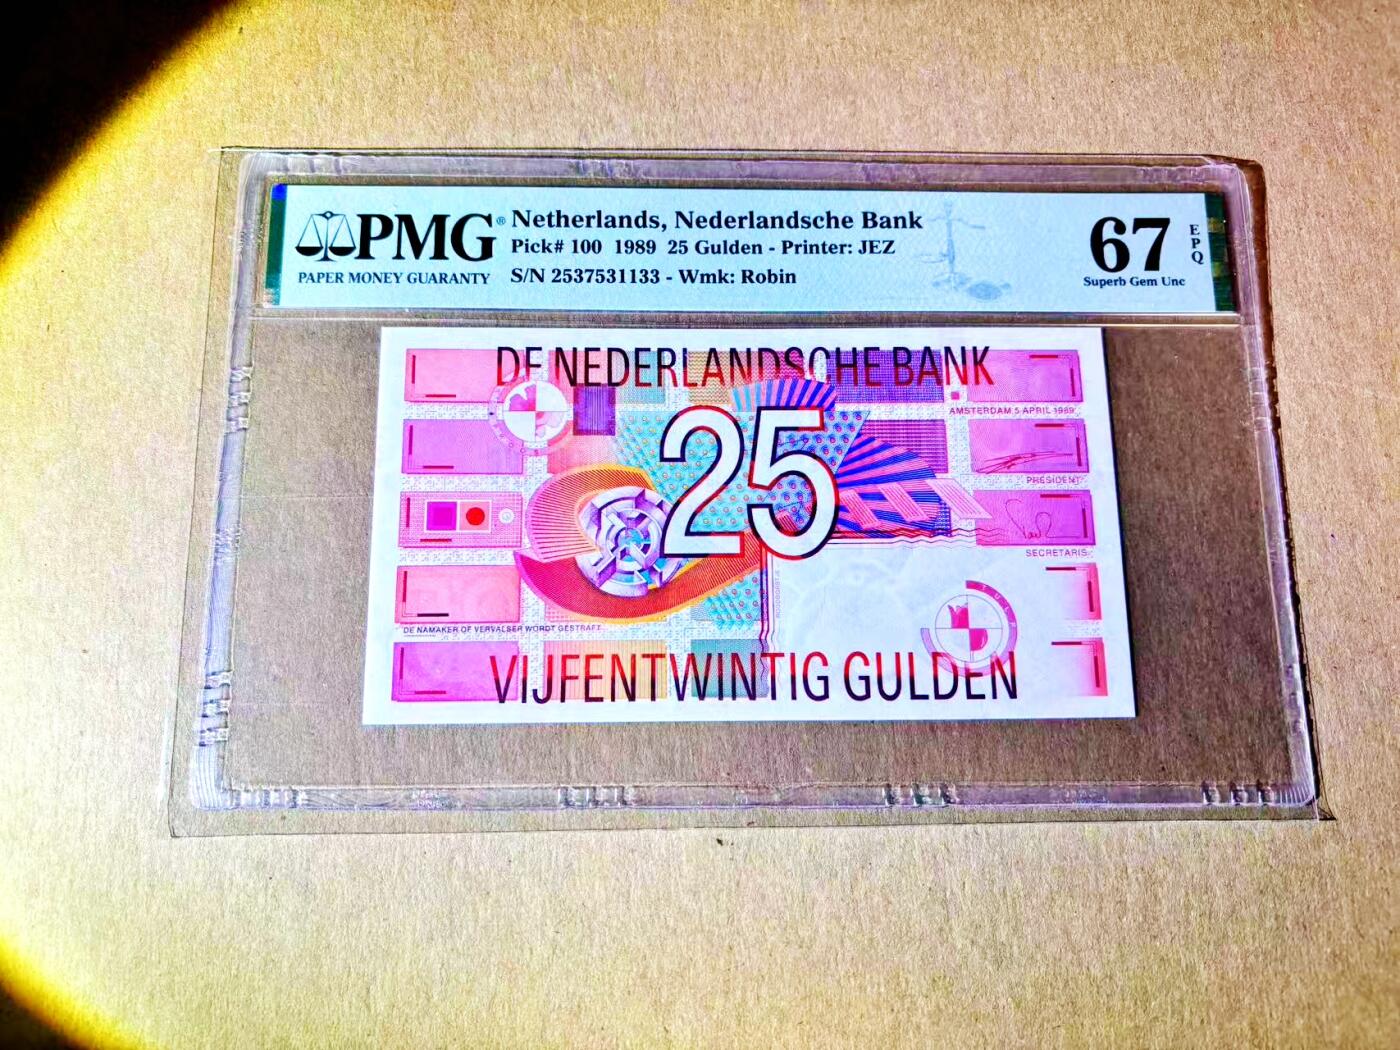 PMG®
PAPER MONEY GUARANTY
Netherlands, Nederlandsche Bank
Pick# 100 1989 25 Gulden - Printer: JEZ
S/N 2537531133 - Wmk: Robin
67
EPQ
Superb Gem Unc
DE NEDERLANDSCHE BANK
AMSTERDAM 5 APRIL 1989
25
PRESIDENT
SECRETARIS
DE NAMAKER OF VERVALSER WORDT GESTRAFT
TULP
VIJFENTWINTIG GULDEN